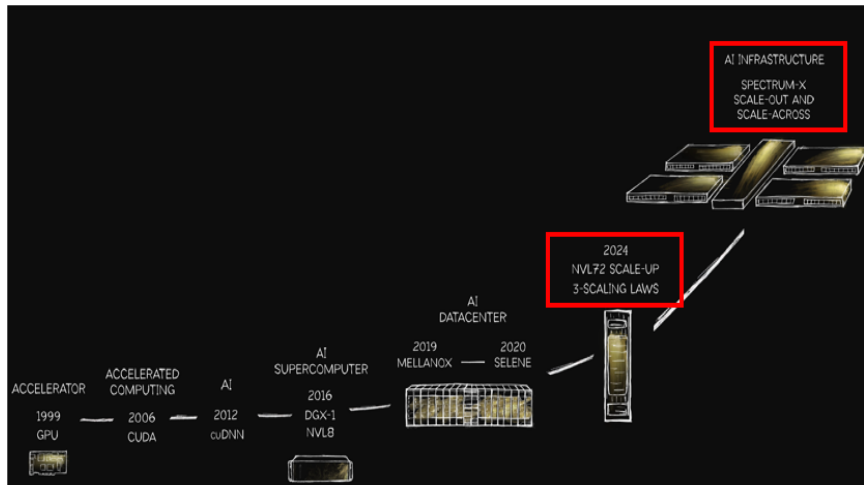 ACCELERATOR
1999
GPU
ACCELERATED
COMPUTING
2006
CUDA
AI
2012
cuDNN
AI
SUPERCOMPUTER
2016
DGX-1
NVL8
AI
DATACENTER
2019
MELLANOX
2020
SELENE
2024
NVL72 SCALE-UP
3-SCALING LAWS
AI INFRASTRUCTURE
SPECTRUM-X
SCALE-OUT AND
SCALE-ACROSS